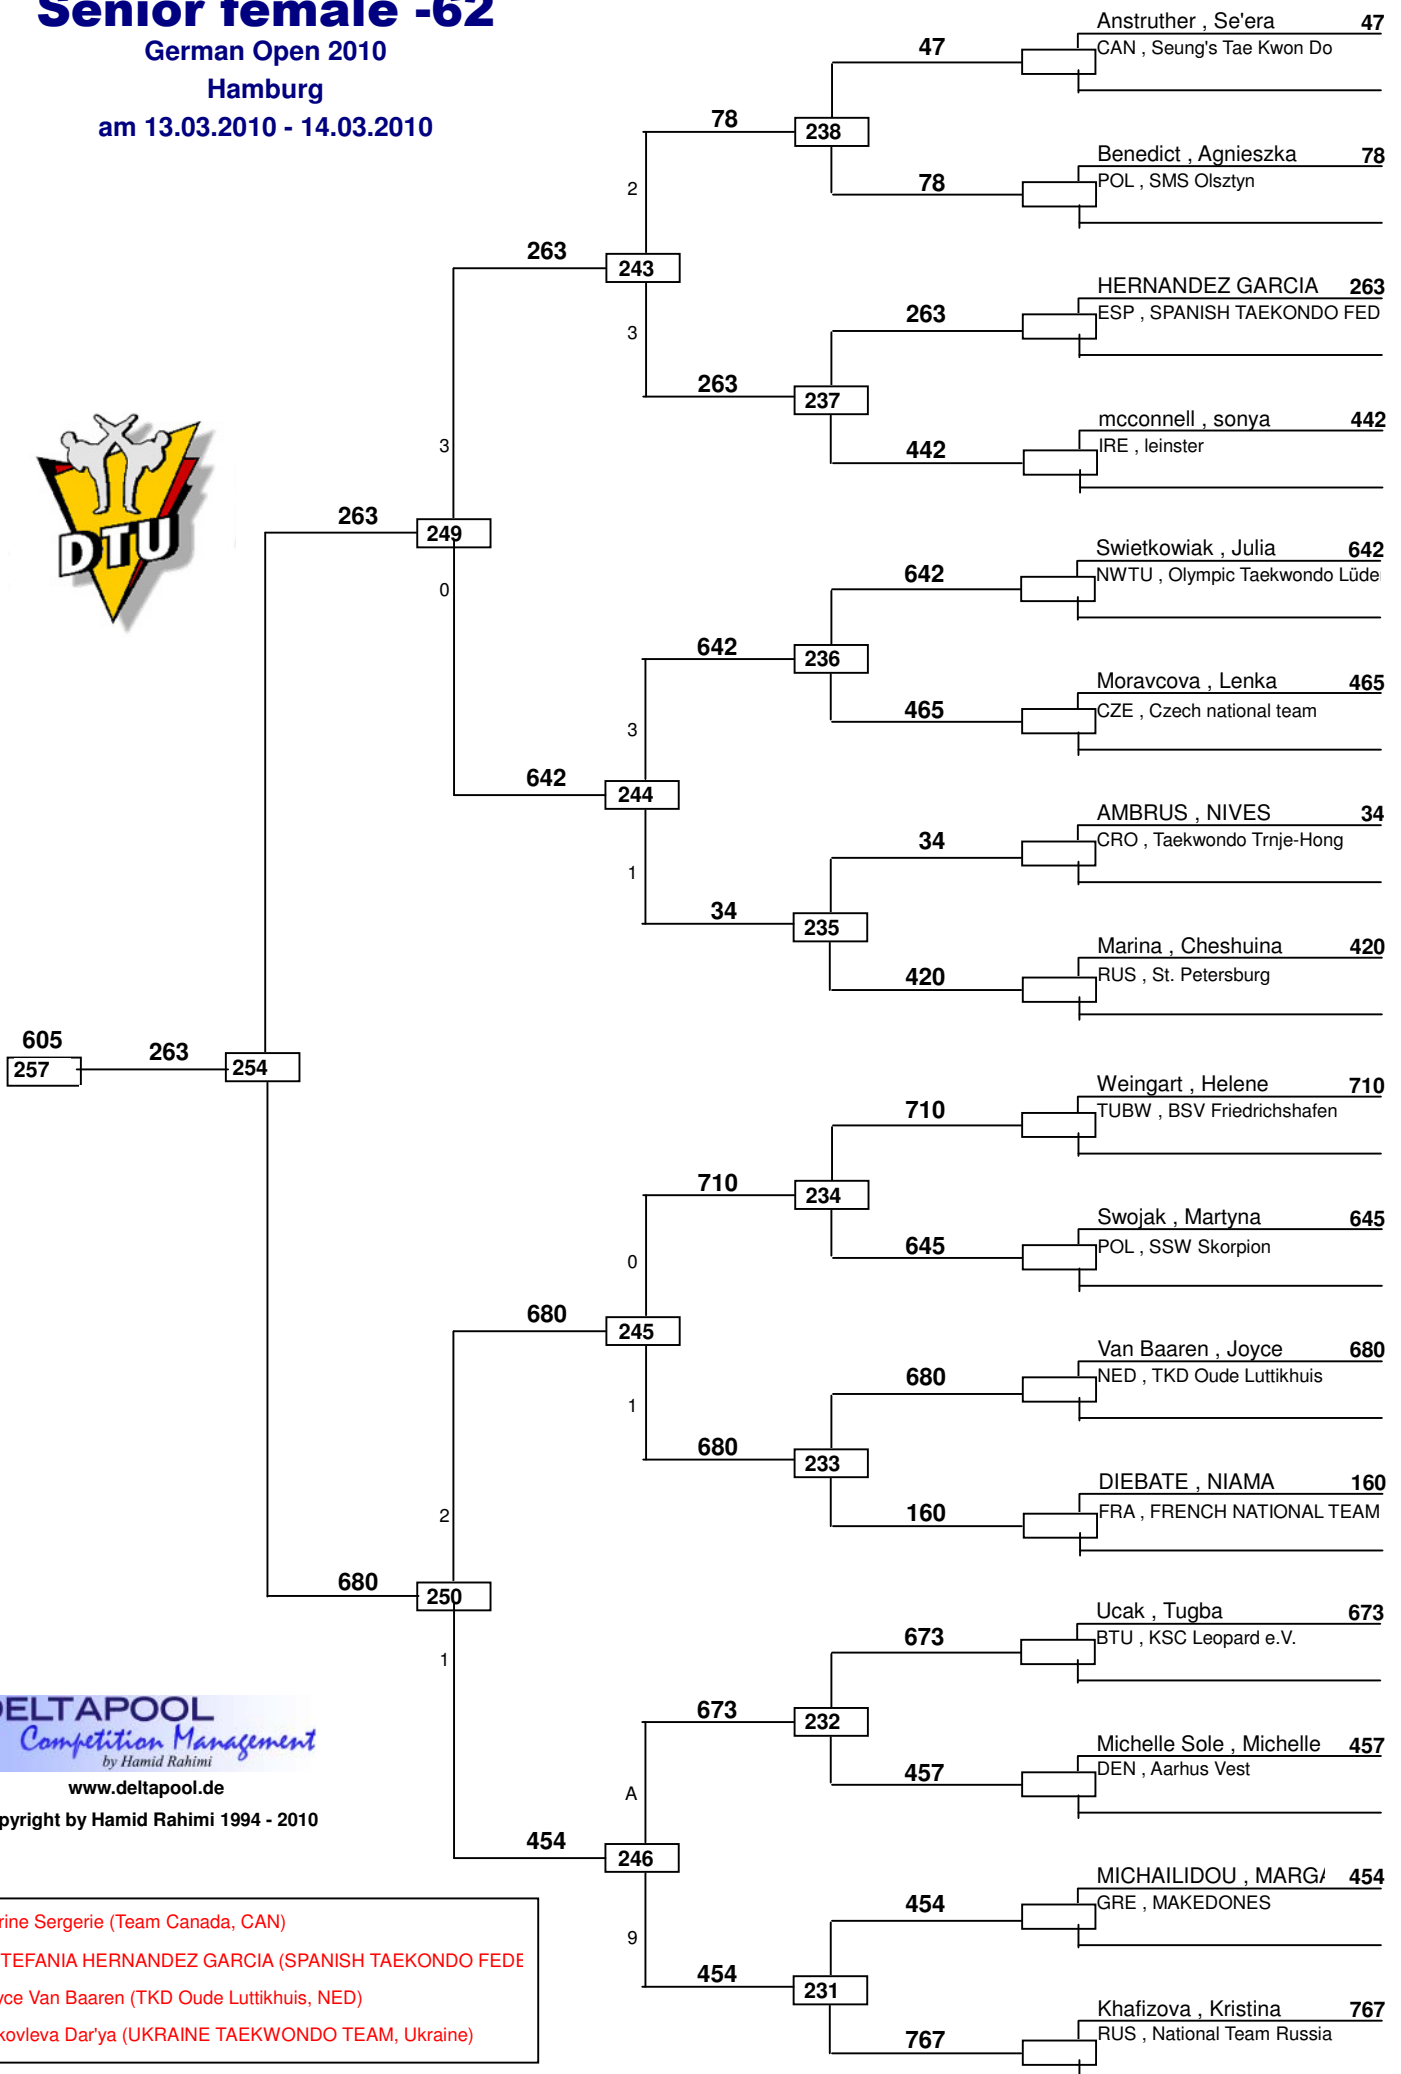 Senior female -62
German Open 2010
Hamburg
am 13.03.2010 - 14.03.2010
DTU
Anstruther , Se'era 47
CAN , Seung's Tae Kwon Do
47
78
238
Benedict , Agnieszka 78
POL , SMS Olsztyn
78
2
263
243
HERNANDEZ GARCIA 263
ESP , SPANISH TAEKONDO FED
263
3
263
237
mcconnell , sonya 442
IRE , leinster
442
3
263
249
0
Swietkowiak , Julia 642
NWTU , Olympic Taekwondo Lüde
642
642
236
Moravcova , Lenka 465
CZE , Czech national team
465
3
642
244
AMBRUS , NIVES 34
CRO , Taekwondo Trnje-Hong
34
1
34
235
Marina , Cheshuina 420
RUS , St. Petersburg
420
605
257
263
254
Weingart , Helene 710
TUBW , BSV Friedrichshafen
710
710
234
Swojak , Martyna 645
POL , SSW Skorpion
645
0
680
245
Van Baaren , Joyce 680
NED , TKD Oude Luttikhuis
680
1
680
233
DIEBATE , NIAMA 160
FRA , FRENCH NATIONAL TEAM
160
2
680
250
1
Ucak , Tugba 673
BTU , KSC Leopard e.V.
673
673
232
Michelle Sole , Michelle 457
DEN , Aarhus Vest
457
A
454
246
MICHAILIDOU , MARGA 454
GRE , MAKEDONES
454
9
454
231
Khafizova , Kristina 767
RUS , National Team Russia
767
DELTAPOOL
Competition Management
by Hamid Rahimi
www.deltapool.de
pyright by Hamid Rahimi 1994 - 2010
rine Sergerie (Team Canada, CAN)
TEFANIA HERNANDEZ GARCIA (SPANISH TAEKONDO FEDE
yce Van Baaren (TKD Oude Luttikhuis, NED)
kovleva Dar'ya (UKRAINE TAEKWONDO TEAM, Ukraine)